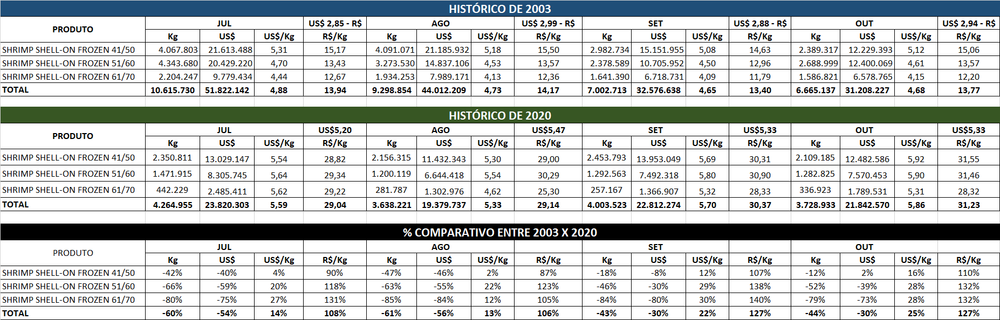 HISTÓRICO DE 2003
PRODUTO JUL US$ 2,85 - R$ AGO US$ 2,99 - R$ SET US$ 2,88 - R$ OUT US$ 2,94 - R$
Kg US$ US$/Kg R$/Kg Kg US$ US$/Kg R$/Kg Kg US$ US$/Kg R$/Kg Kg US$ US$/Kg R$/Kg
SHRIMP SHELL-ON FROZEN 41/50 4.067.803 21.613.488 5,31 15,17 4.091.071 21.185.932 5,18 15,50 2.982.734 15.151.955 5,08 14,63 2.389.317 12.229.393 5,12 15,06
SHRIMP SHELL-ON FROZEN 51/60 4.343.680 20.429.220 4,70 13,43 3.273.530 14.837.106 4,53 13,57 2.378.589 10.705.952 4,50 12,96 2.688.999 12.400.069 4,61 13,57
SHRIMP SHELL-ON FROZEN 61/70 2.204.247 9.779.434 4,44 12,67 1.934.253 7.989.171 4,13 12,36 1.641.390 6.718.731 4,09 11,79 1.586.821 6.578.765 4,15 12,20
TOTAL 10.615.730 51.822.142 4,88 13,94 9.298.854 44.012.209 4,73 14,17 7.002.713 32.576.638 4,65 13,40 6.665.137 31.208.227 4,68 13,77
HISTÓRICO DE 2020
PRODUTO JUL US$5,20 AGO US$5,47 SET US$5,33 OUT US$5,33
Kg US$ US$/Kg R$/Kg Kg US$ US$/Kg R$/Kg Kg US$ US$/Kg R$/Kg Kg US$ US$/Kg R$/Kg
SHRIMP SHELL-ON FROZEN 41/50 2.350.811 13.029.147 5,54 28,82 2.156.315 11.432.343 5,30 29,00 2.453.793 13.953.049 5,69 30,31 2.109.185 12.482.586 5,92 31,55
SHRIMP SHELL-ON FROZEN 51/60 1.471.915 8.305.745 5,64 29,34 1.200.119 6.644.418 5,54 30,29 1.292.563 7.492.318 5,80 30,90 1.282.825 7.570.453 5,90 31,46
SHRIMP SHELL-ON FROZEN 61/70 442.229 2.485.411 5,62 29,22 281.787 1.302.976 4,62 25,30 257.167 1.366.907 5,32 28,33 336.923 1.789.531 5,31 28,32
TOTAL 4.264.955 23.820.303 5,59 29,04 3.638.221 19.379.737 5,33 29,14 4.003.523 22.812.274 5,70 30,37 3.728.933 21.842.570 5,86 31,23
% COMPARATIVO ENTRE 2003 X 2020
PRODUTO JUL AGO SET OUT
Kg US$ US$/Kg R$/Kg Kg US$ US$/Kg R$/Kg Kg US$ US$/Kg R$/Kg Kg US$ US$/Kg R$/Kg
SHRIMP SHELL-ON FROZEN 41/50 -42% -40% 4% 90% -47% -46% 2% 87% -18% -8% 12% 107% -12% 2% 16% 110%
SHRIMP SHELL-ON FROZEN 51/60 -66% -59% 20% 118% -63% -55% 22% 123% -46% -30% 29% 138% -52% -39% 28% 132%
SHRIMP SHELL-ON FROZEN 61/70 -80% -75% 27% 131% -85% -84% 12% 105% -84% -80% 30% 140% -79% -73% 28% 132%
TOTAL -60% -54% 14% 108% -61% -56% 13% 106% -43% -30% 22% 127% -44% -30% 25% 127%